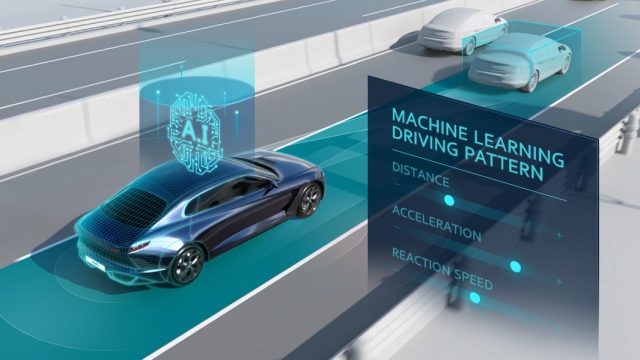 A.I
MACHINE LEARNING
DRIVING PATTERN
DISTANCE
- +
ACCELERATION
- +
REACTION SPEED
- +